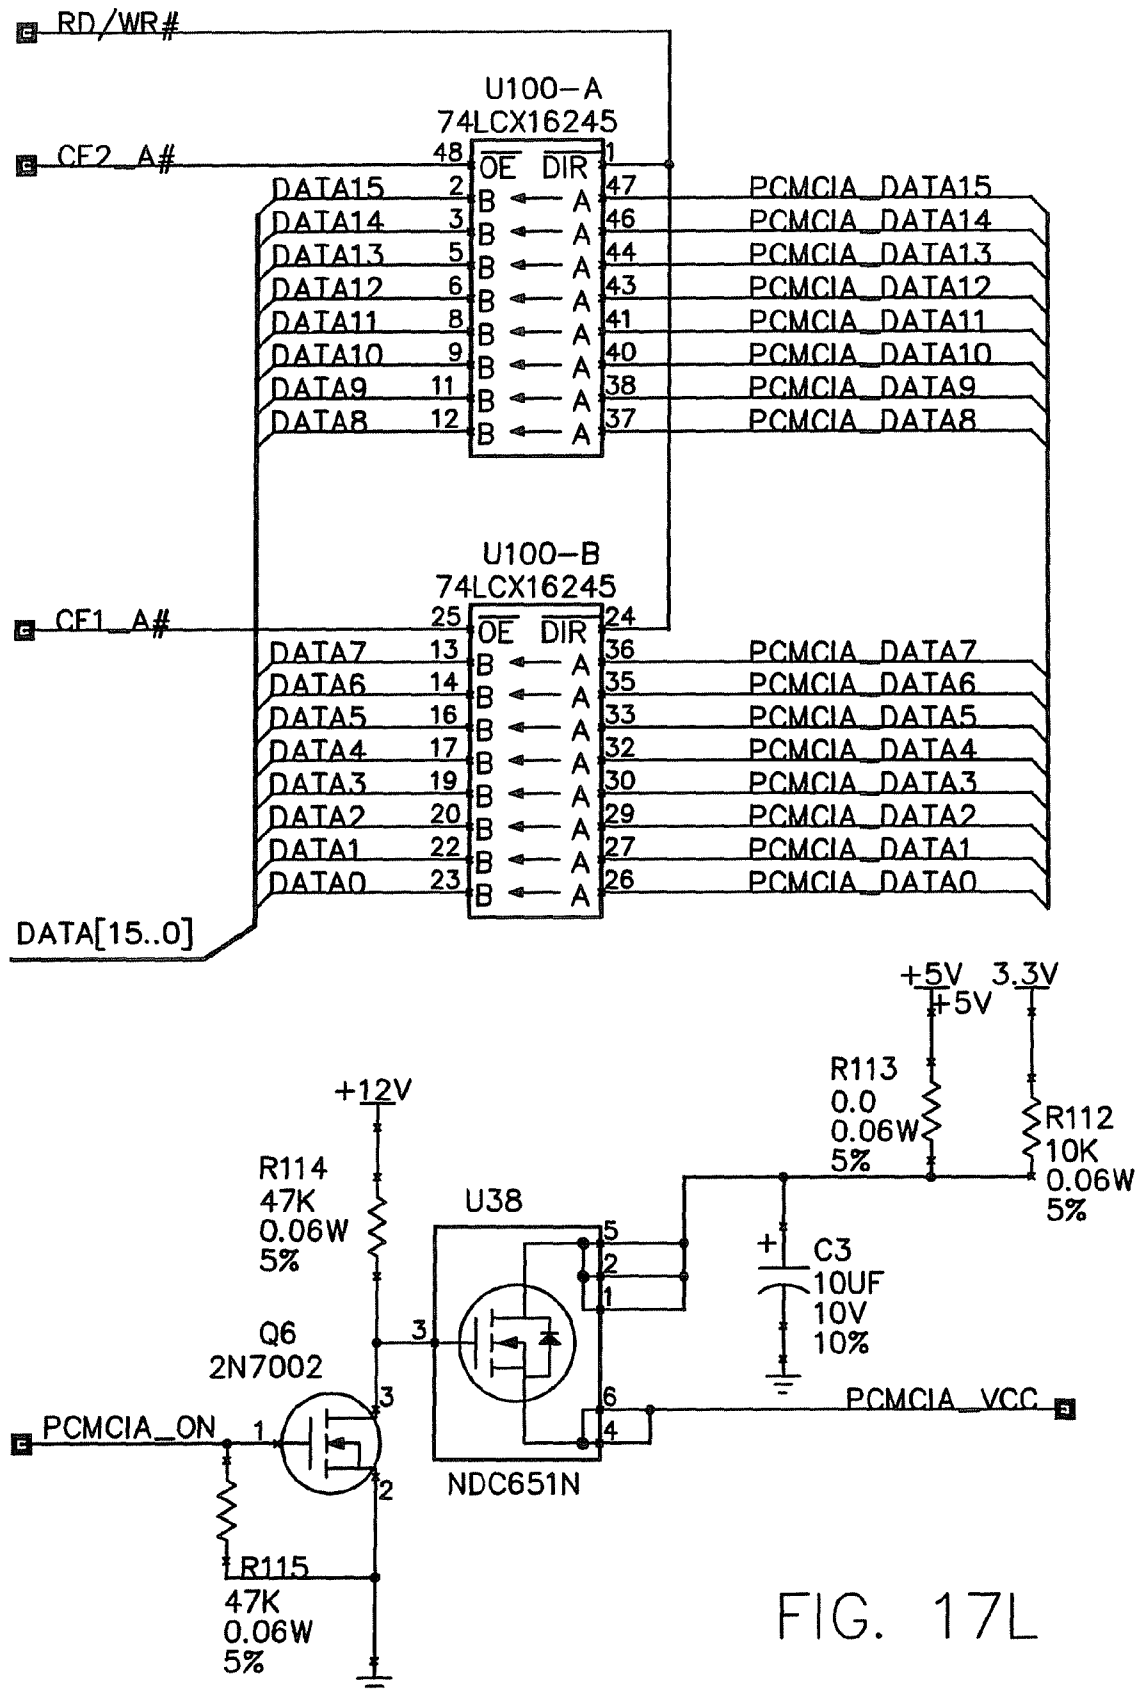 RD/WR#
U100-A
74LCX16245
CF2_A# 48 OE DIR 1
DATA15 2 B A 47 PCMCIA_DATA15
DATA14 3 B A 46 PCMCIA_DATA14
DATA13 5 B A 44 PCMCIA_DATA13
DATA12 6 B A 43 PCMCIA_DATA12
DATA11 8 B A 41 PCMCIA_DATA11
DATA10 9 B A 40 PCMCIA_DATA10
DATA9 11 B A 38 PCMCIA_DATA9
DATA8 12 B A 37 PCMCIA_DATA8
U100-B
74LCX16245
CF1_A# 25 OE DIR 24
DATA7 13 B A 36 PCMCIA_DATA7
DATA6 14 B A 35 PCMCIA_DATA6
DATA5 16 B A 33 PCMCIA_DATA5
DATA4 17 B A 32 PCMCIA_DATA4
DATA3 19 B A 30 PCMCIA_DATA3
DATA2 20 B A 29 PCMCIA_DATA2
DATA1 22 B A 27 PCMCIA_DATA1
DATA0 23 B A 26 PCMCIA_DATA0
DATA[15..0]
+5V 3.3V
+5V
R113
0.0
0.06W
5%
R112
10K
0.06W
5%
+12V
R114
47K
0.06W
5%
U38
5
2
1
3
6
4
NDC651N
+ C3
10UF
10V
10%
PCMCIA_VCC
Q6
2N7002
3
PCMCIA_ON 1
2
R115
47K
0.06W
5%
FIG. 17L